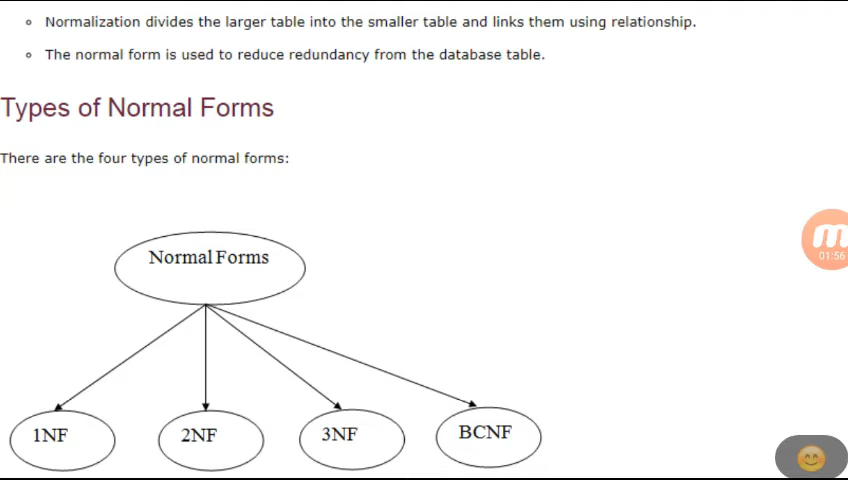 Normalization divides the larger table into the smaller table and links them using relationship.
The normal form is used to reduce redundancy from the database table.
Types of Normal Forms
There are the four types of normal forms:
Normal Forms
1NF
2NF
3NF
BCNF
01:56